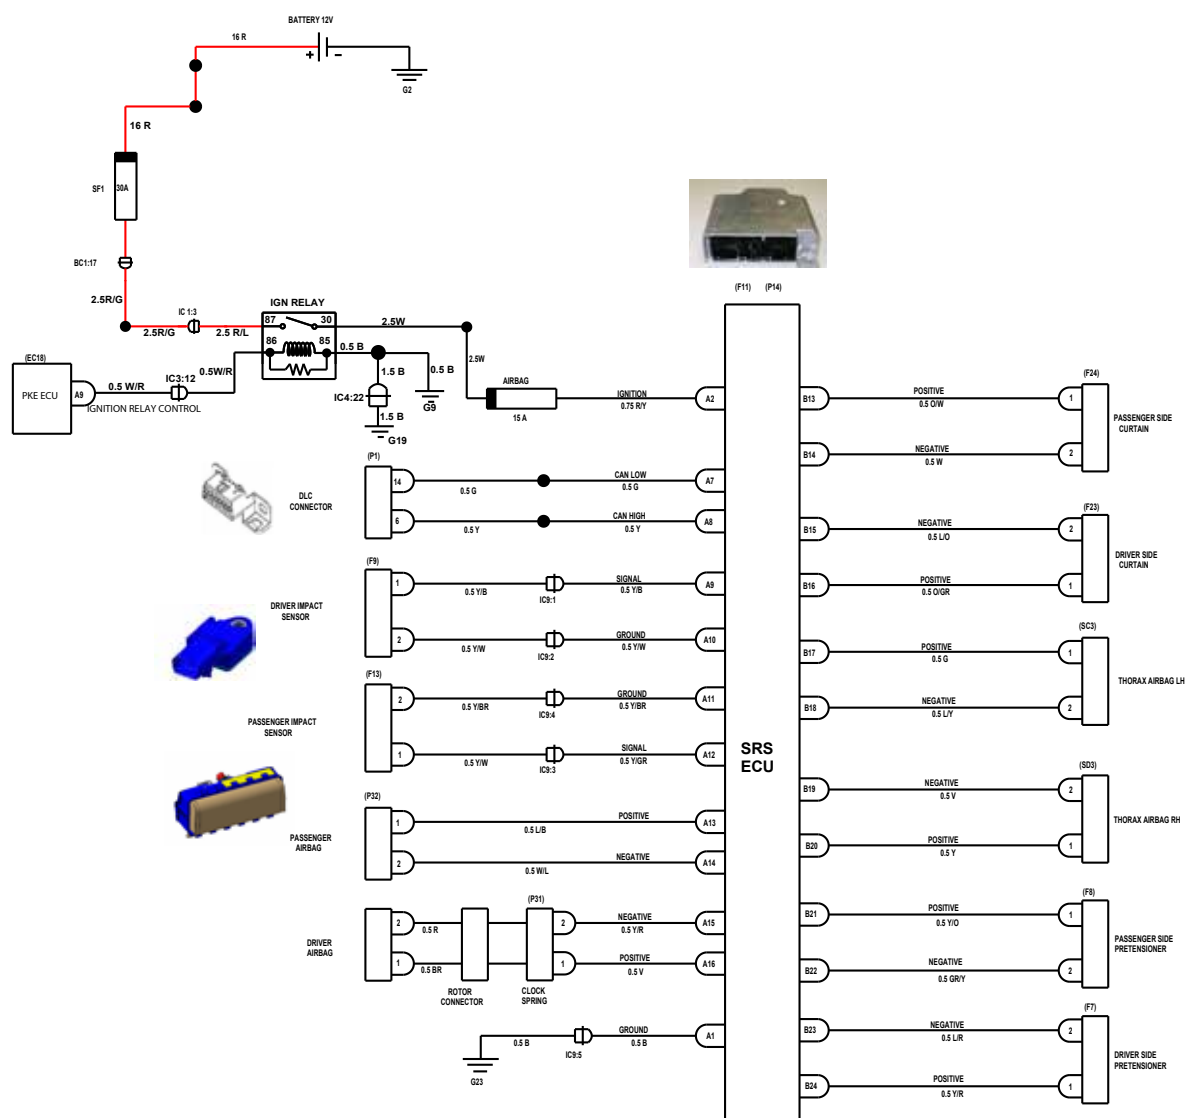 BATTERY 12V
16 R
+
−
G2
16 R
SF1
30A
BC1:17
2.5R/G
2.5R/G
IC 1:3
2.5 R/L
IGN RELAY
87
30
86
85
2.5W
2.5W
0.5 B
1.5 B
0.5 B
IC4:22
G9
1.5 B
G19
(EC18)
PKE ECU
A9
0.5 W/R
IC3:12
0.5W/R
IGNITION RELAY CONTROL
AIRBAG
15 A
IGNITION
0.75 R/Y
A2
(F11)
(P14)
SRS
ECU
(P1)
DLC
CONNECTOR
14
0.5 G
CAN LOW
0.5 G
A7
6
0.5 Y
CAN HIGH
0.5 Y
A8
(F9)
DRIVER IMPACT
SENSOR
1
0.5 Y/B
IC9:1
SIGNAL
0.5 Y/B
A9
2
0.5 Y/W
IC9:2
GROUND
0.5 Y/W
A10
(F13)
PASSENGER IMPACT
SENSOR
2
0.5 Y/BR
IC9:4
GROUND
0.5 Y/BR
A11
1
0.5 Y/W
IC9:3
SIGNAL
0.5 Y/GR
A12
(P32)
PASSENGER
AIRBAG
1
0.5 L/B
POSITIVE
A13
2
0.5 W/L
NEGATIVE
A14
DRIVER
AIRBAG
2
0.5 R
1
0.5 BR
ROTOR
CONNECTOR
(P31)
CLOCK
SPRING
2
NEGATIVE
0.5 Y/R
A15
1
POSITIVE
0.5 V
A16
G23
0.5 B
IC9:5
GROUND
0.5 B
A1
B13
POSITIVE
0.5 O/W
1
(F24)
PASSENGER SIDE
CURTAIN
B14
NEGATIVE
0.5 W
2
B15
NEGATIVE
0.5 L/O
2
(F23)
DRIVER SIDE
CURTAIN
B16
POSITIVE
0.5 O/GR
1
B17
POSITIVE
0.5 G
1
(SC3)
THORAX AIRBAG LH
B18
NEGATIVE
0.5 L/Y
2
B19
NEGATIVE
0.5 V
2
(SD3)
THORAX AIRBAG RH
B20
POSITIVE
0.5 Y
1
B21
POSITIVE
0.5 Y/O
1
(F8)
PASSENGER SIDE
PRETENSIONER
B22
NEGATIVE
0.5 GR/Y
2
B23
NEGATIVE
0.5 L/R
2
(F7)
DRIVER SIDE
PRETENSIONER
B24
POSITIVE
0.5 Y/R
1